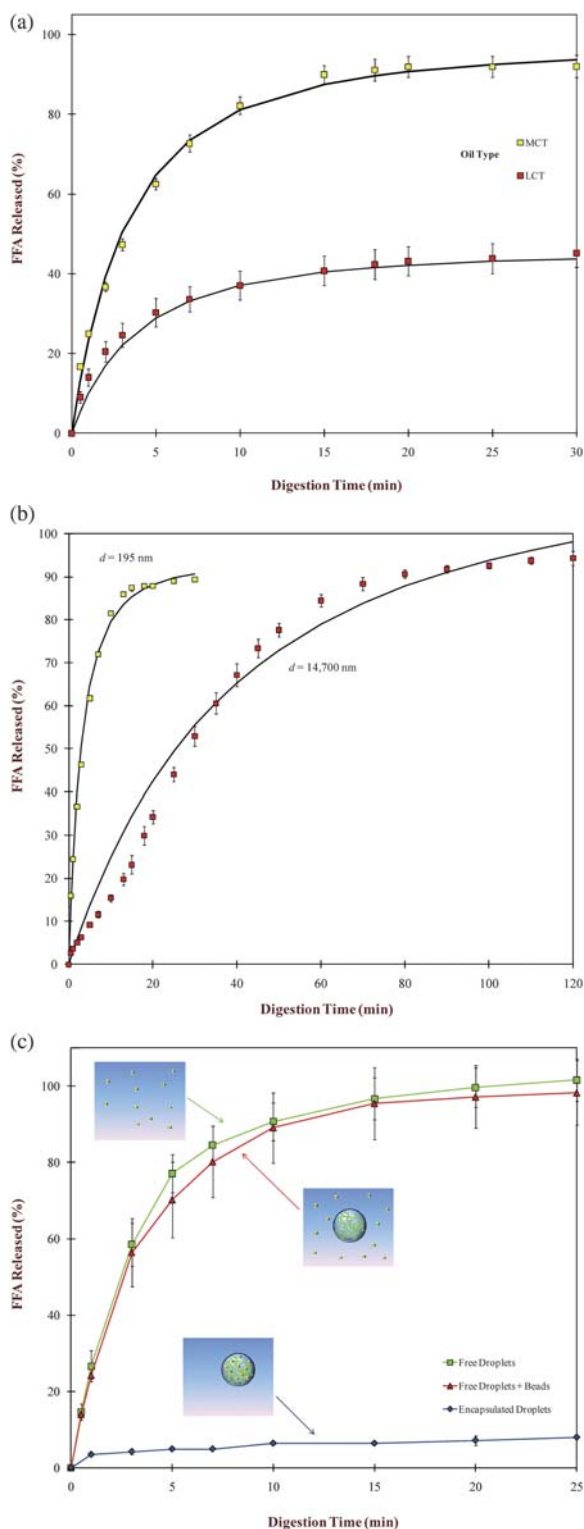 (a)
100
80
60
40
20
0
FFA Released (%)
Oil Type
MCT
LCT
0 5 10 15 20 25 30
Digestion Time (min)
(b)
100
90
80
70
60
50
40
30
20
10
0
FFA Released (%)
d = 195 nm
d = 14,700 nm
0 20 40 60 80 100 120
Digestion Time (min)
(c)
100
80
60
40
20
0
FFA Released (%)
Free Droplets
Free Droplets + Beads
Encapsulated Droplets
0 5 10 15 20 25
Digestion Time (min)